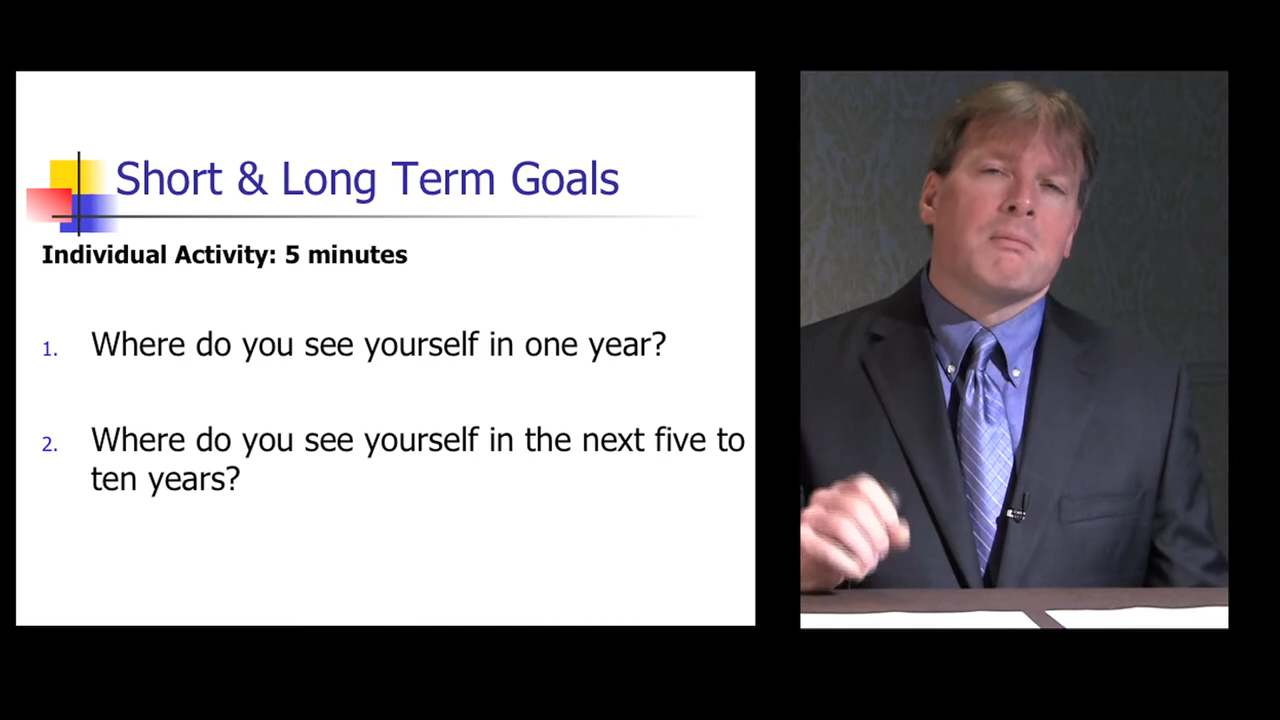 Short & Long Term Goals
Individual Activity: 5 minutes
1. Where do you see yourself in one year?
2. Where do you see yourself in the next five to
ten years?